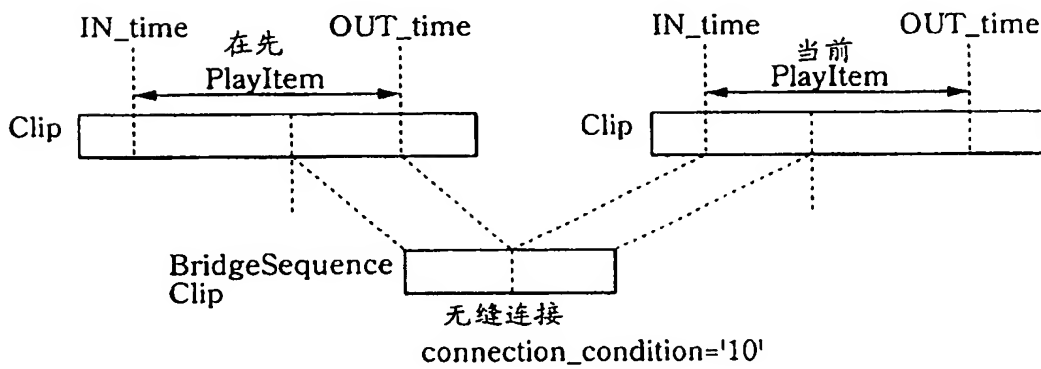 IN_time
OUT_time
IN_time
OUT_time
在先
PlayItem
当前
PlayItem
Clip
Clip
BridgeSequence
Clip
无缝连接
connection_condition='10'